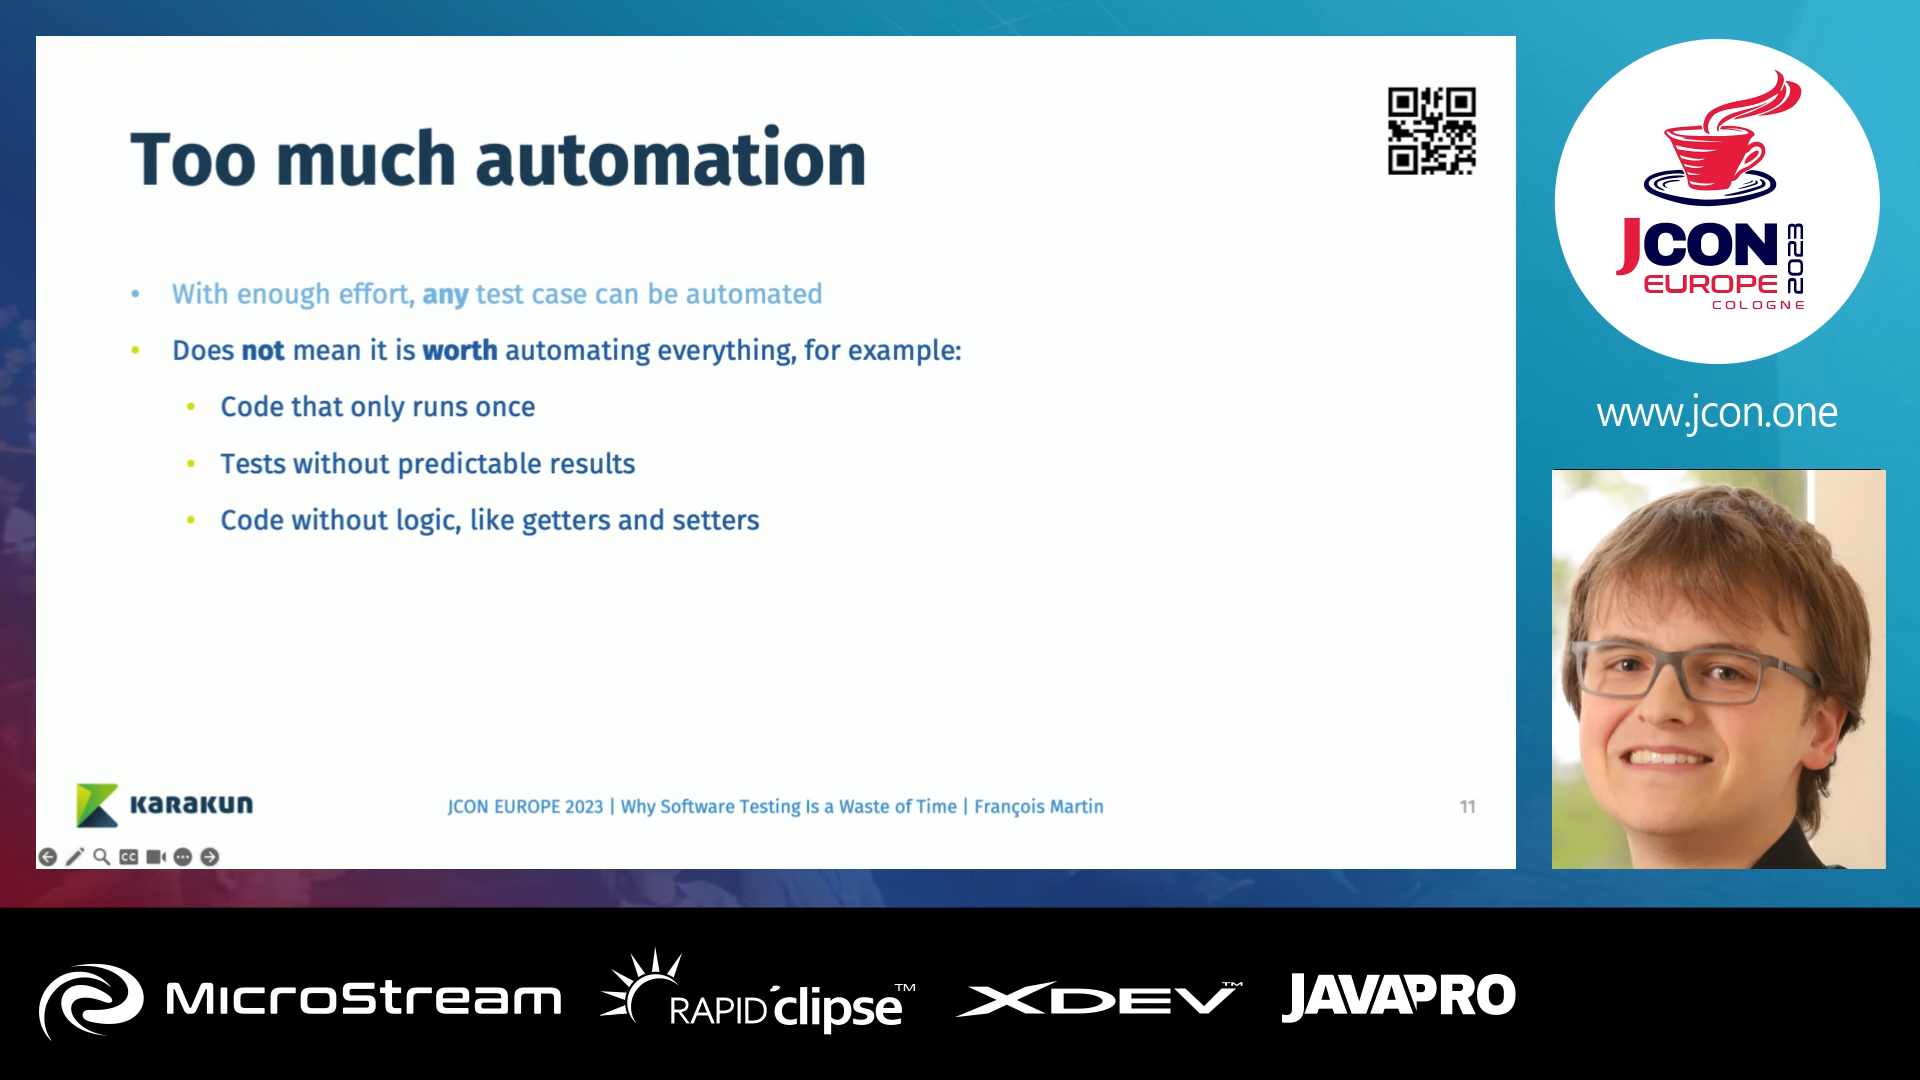 Too much automation
• With enough effort, any test case can be automated
• Does not mean it is worth automating everything, for example:
• Code that only runs once
• Tests without predictable results
• Code without logic, like getters and setters
KARAKUN
JCON EUROPE 2023 | Why Software Testing Is a Waste of Time | François Martin
11
CC
JCON
2023
EUROPE
COLOGNE
www.jcon.one
MicroStream
RAPIDclipse™
XDEV™
JAVAPRO